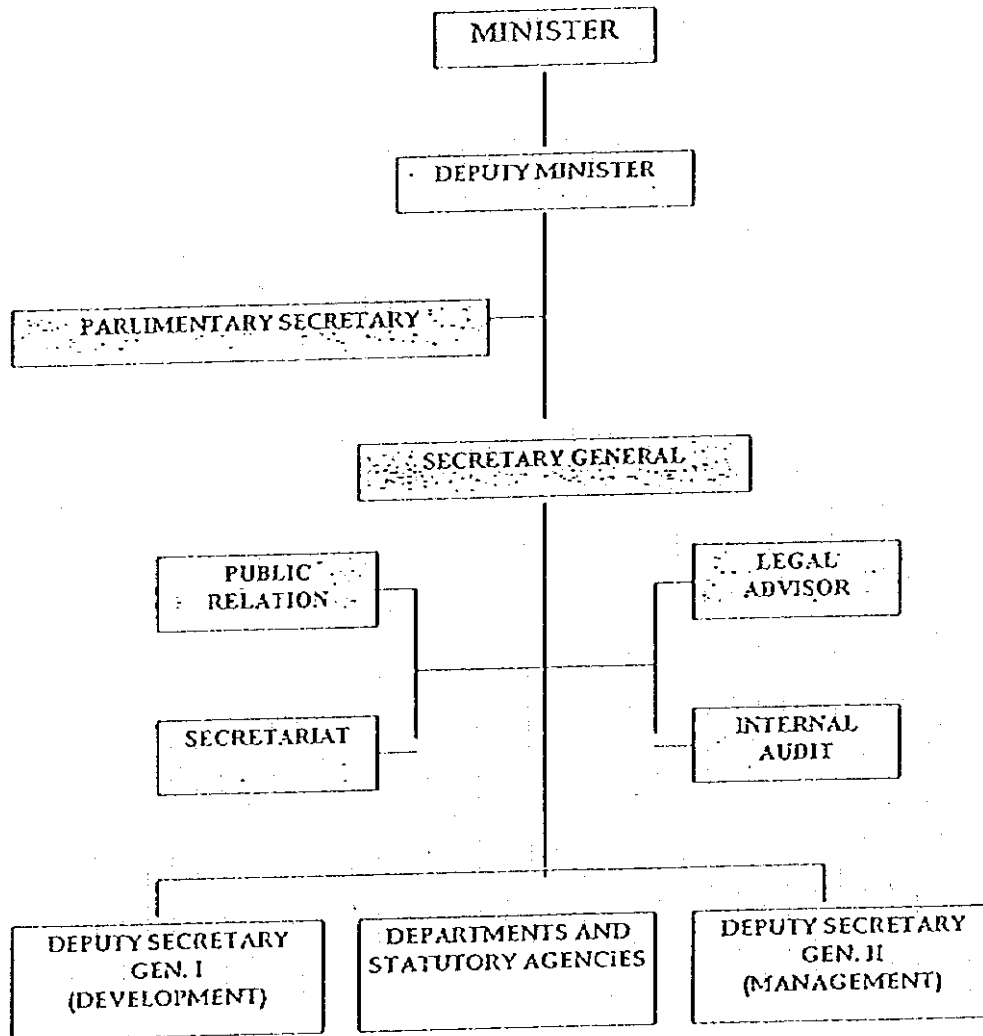 MINISTER
DEPUTY MINISTER
PARLIMENTARY SECRETARY
SECRETARY GENERAL
PUBLIC
RELATION
LEGAL
ADVISOR
SECRETARIAT
INTERNAL
AUDIT
DEPUTY SECRETARY
GEN. I
(DEVELOPMENT)
DEPARTMENTS AND
STATUTORY AGENCIES
DEPUTY SECRETARY
GEN. II
(MANAGEMENT)